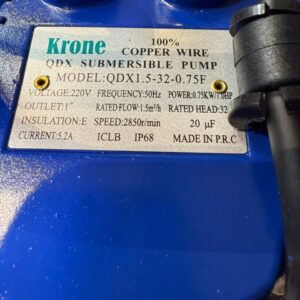 Krone 100% COPPER WIRE
QDX SUBMERSIBLE PUMP
MODEL:QDX1.5-32-0.75F
VOLTAGE:220V FREQUENCY:50Hz POWER:0.75KW/1.0HP
OUTLET:1" RATED FLOW:1.5m³/h RATED HEAD:32
INSULATION:E SPEED:2850r/min 20 μF
CURRENT:5.2A ICLB IP68 MADE IN P.R.C